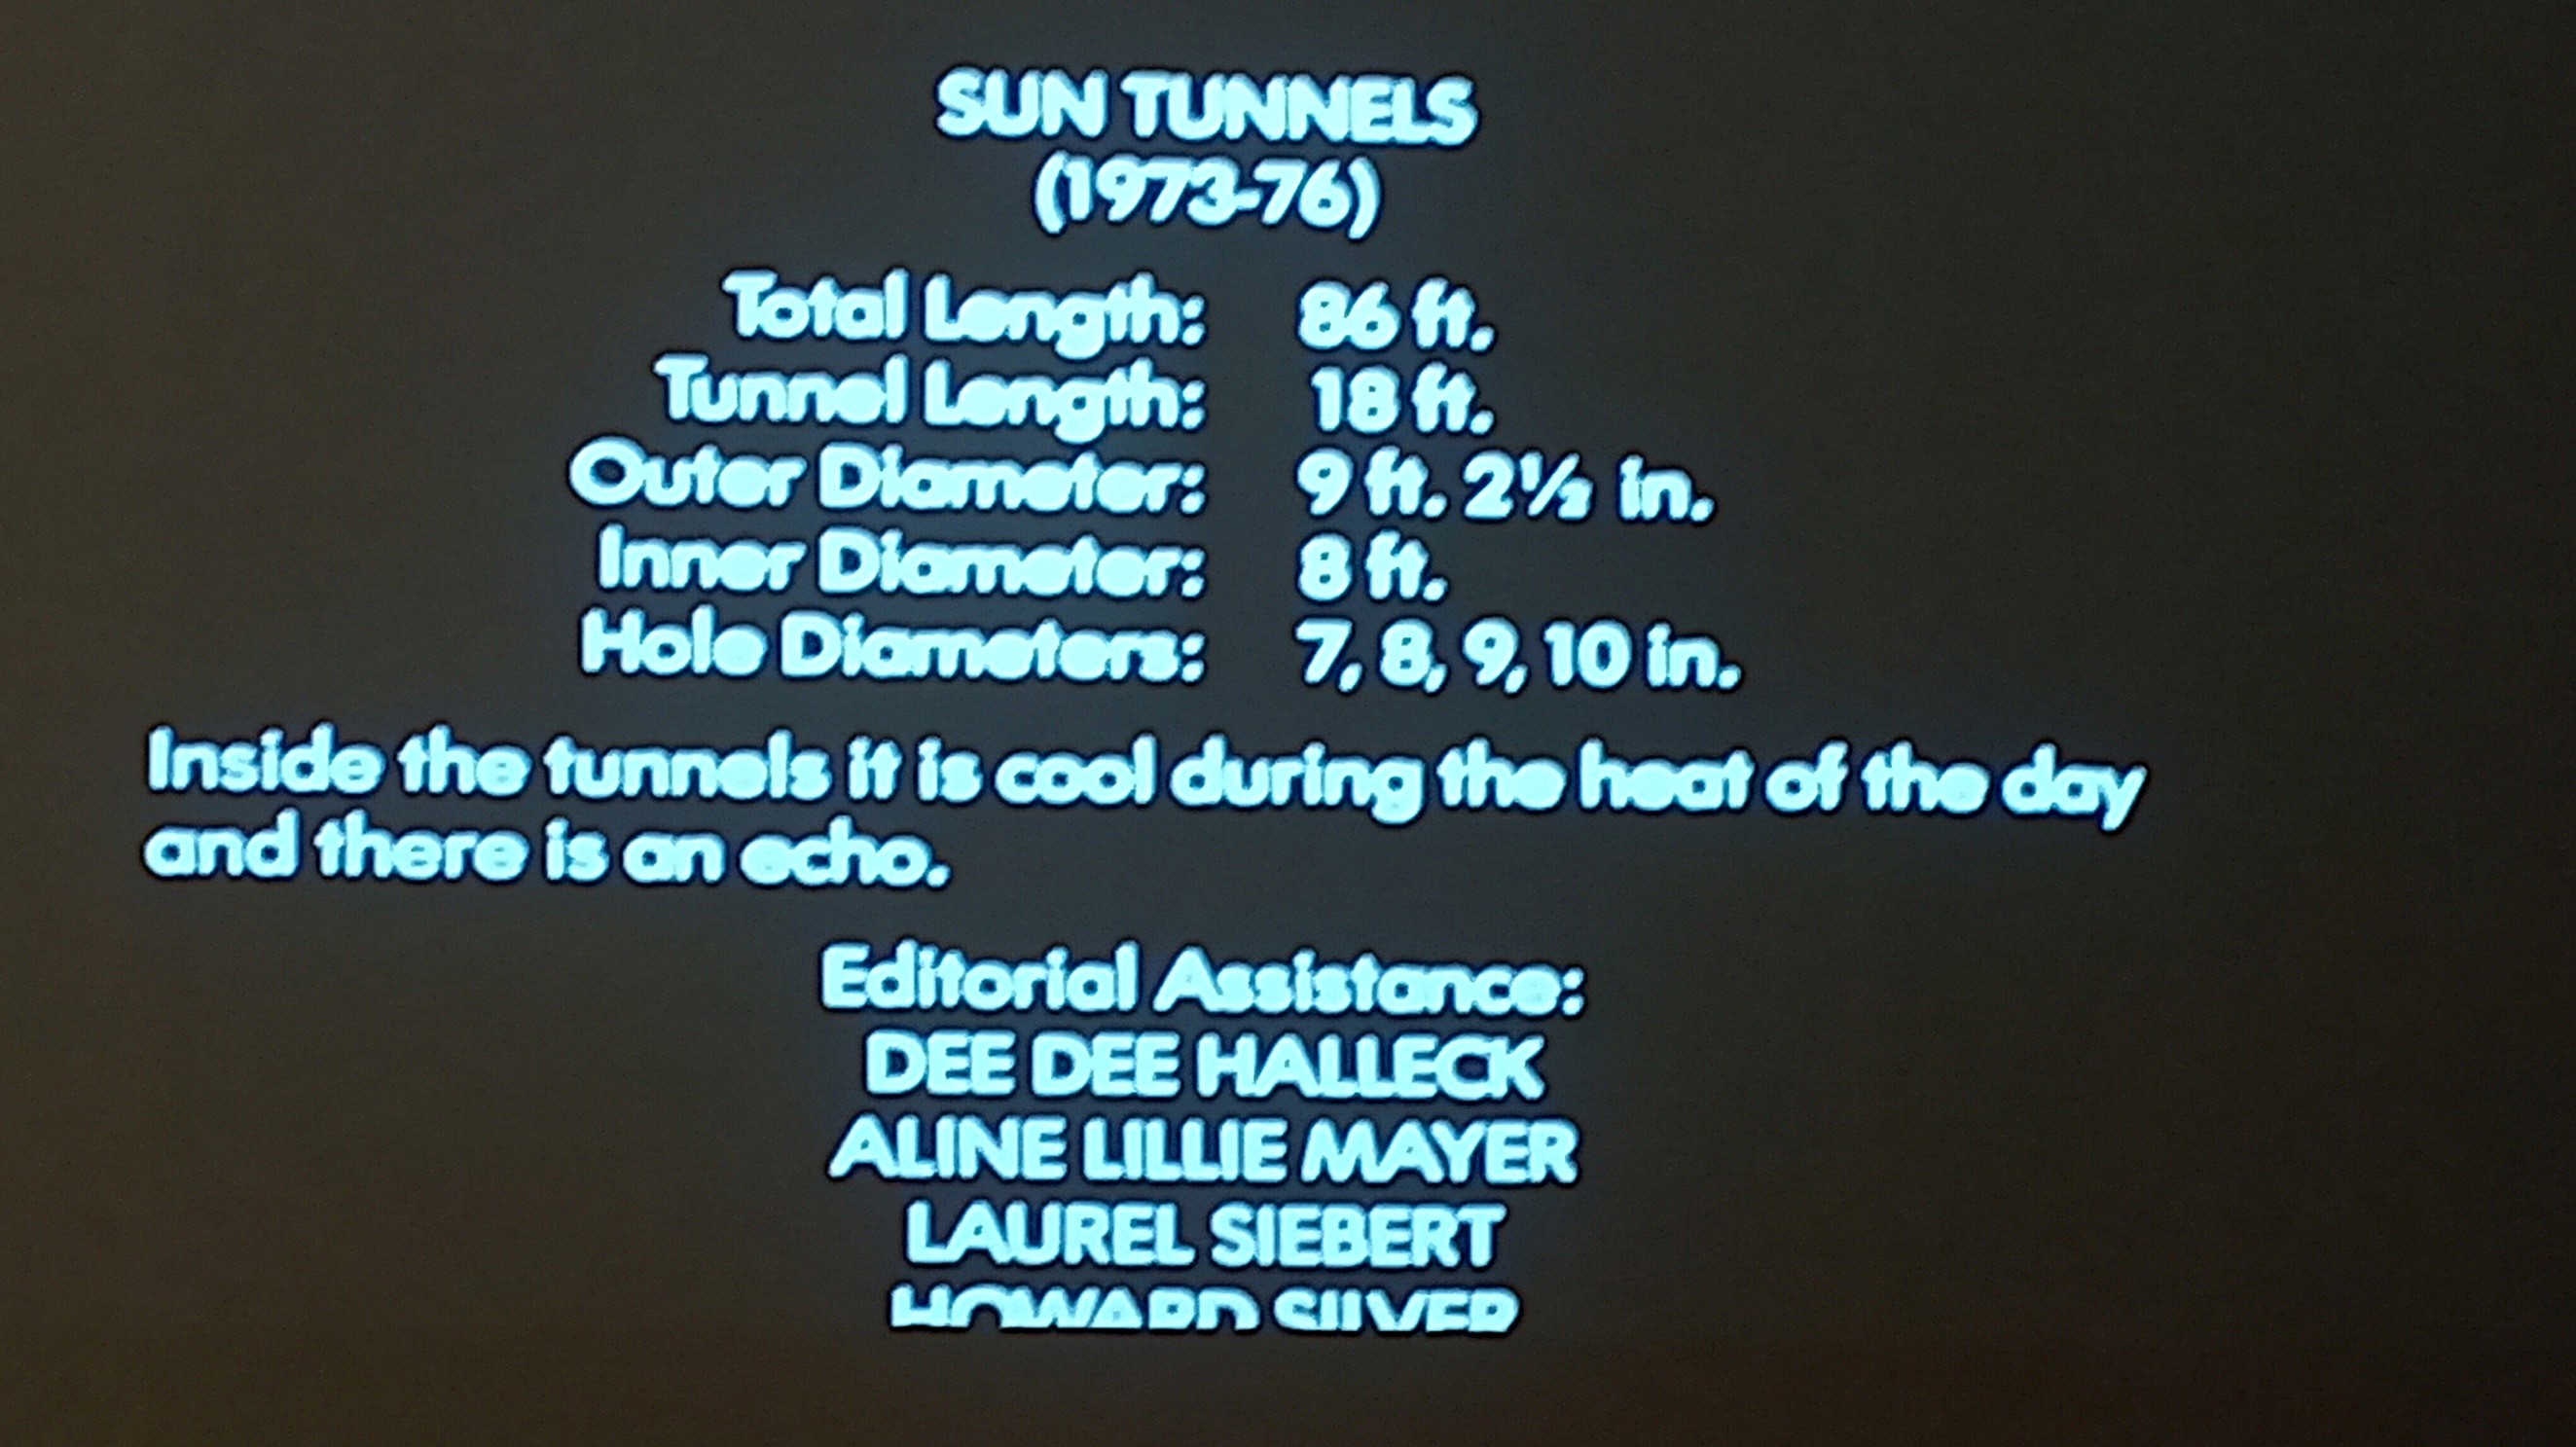 SUN TUNNELS
(1973-76)
Total Length: 86 ft.
Tunnel Length: 18 ft.
Outer Diameter: 9 ft. 2½ in.
Inner Diameter: 8 ft.
Hole Diameters: 7, 8, 9, 10 in.
Inside the tunnels it is cool during the heat of the day
and there is an echo.
Editorial Assistance:
DEE DEE HALLECK
ALINE LILLIE MAYER
LAUREL SIEBERT
HOWARD SILVER